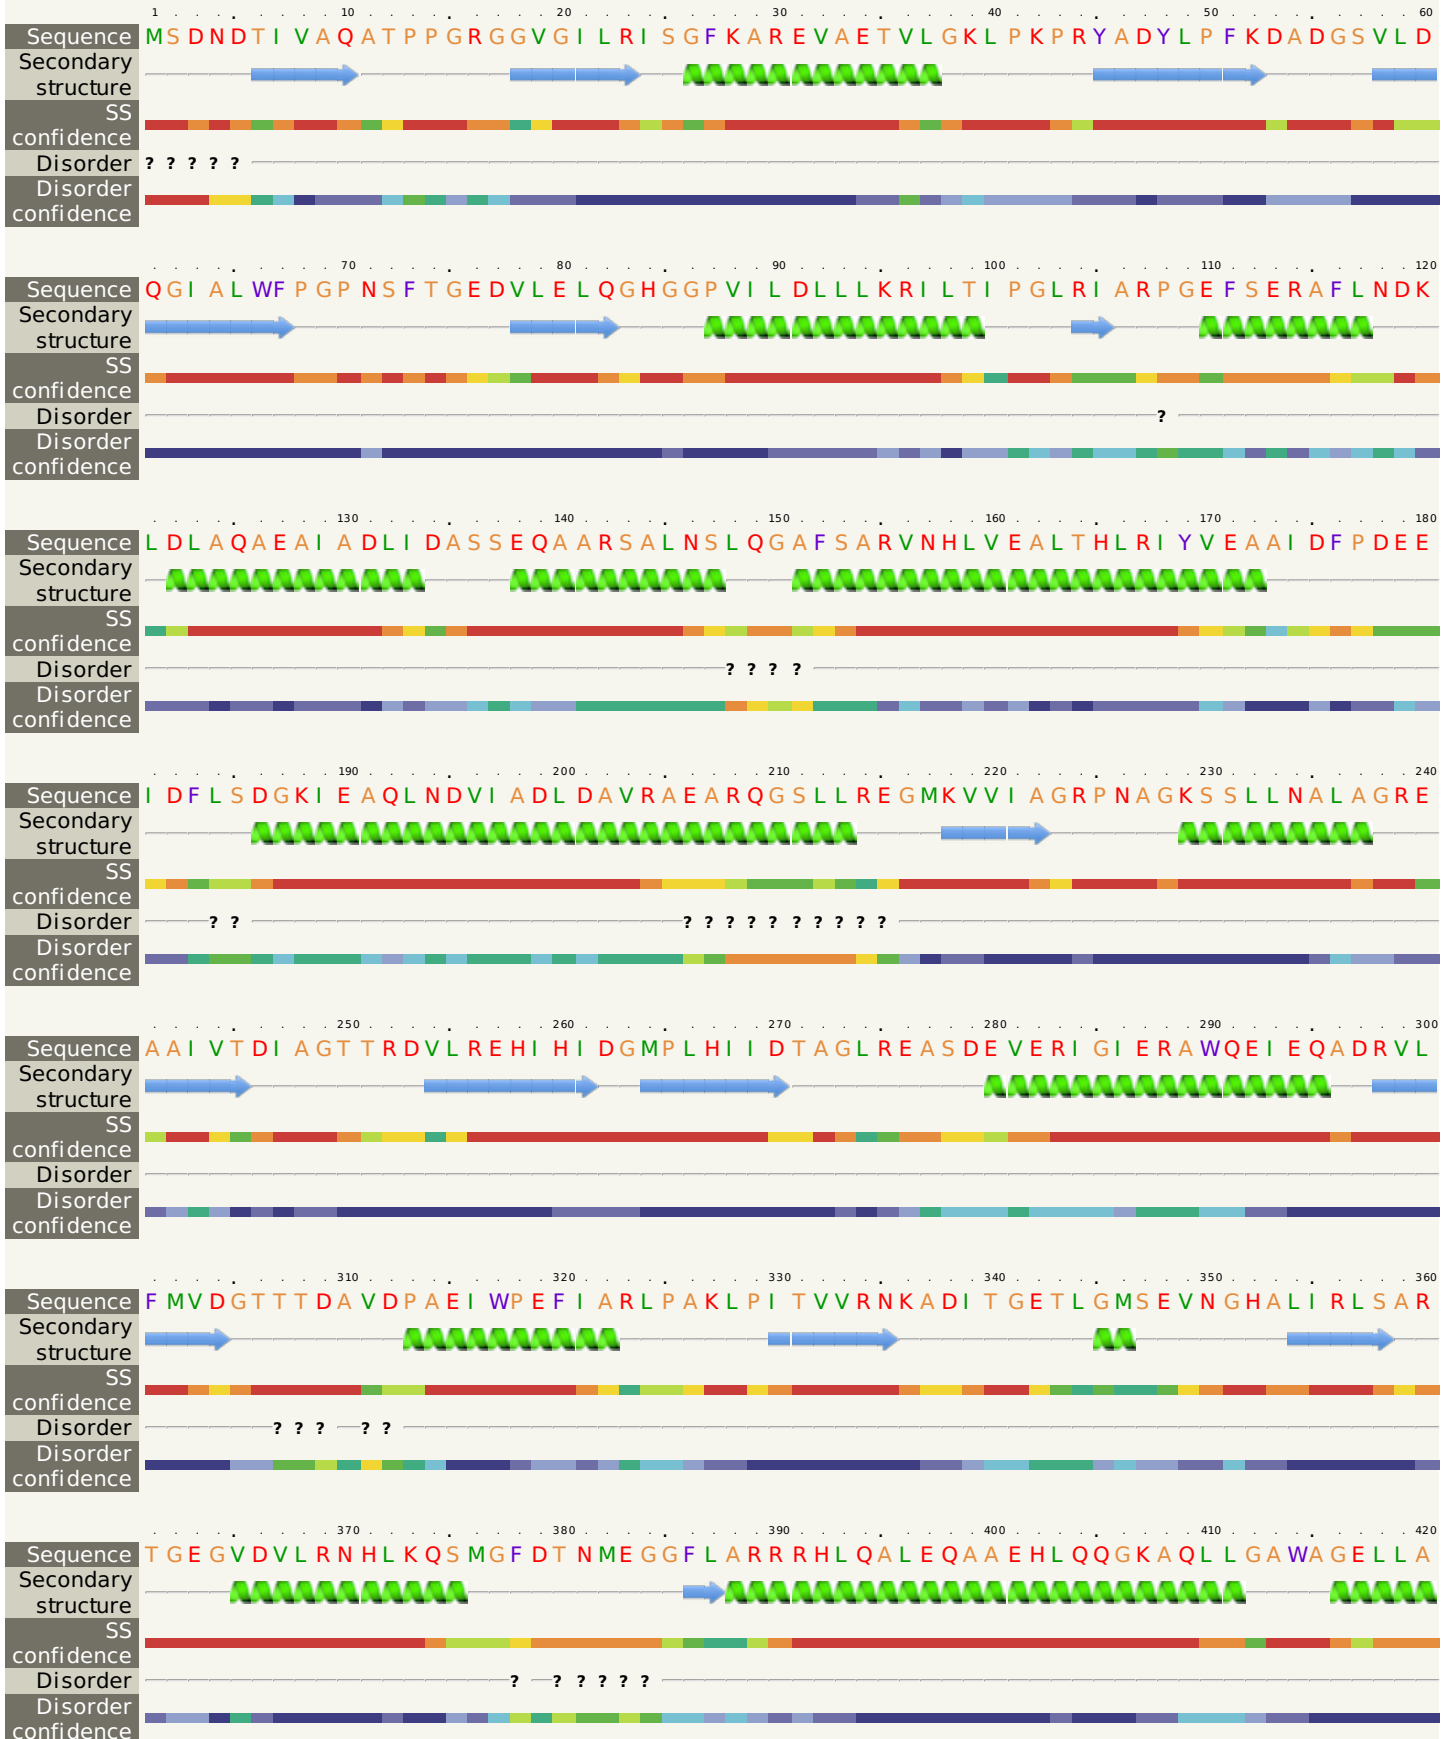 1 10 20 30 40 50 60
Sequence MSDNDTIVAQATPPGRGGVGILRISGFKAREVAETVLGKLPKPRYADYLPFKDADGSVLD
Secondary
structure
SS
confidence
Disorder ? ? ? ? ?
Disorder
confidence
70 80 90 100 110 120
Sequence QGIALWFPGPNSFTGEDVLELQGHGGPVILDLLLKRILTIPGLRIARPGEFSERAFLNDK
Secondary
structure
SS
confidence
Disorder ?
Disorder
confidence
130 140 150 160 170 180
Sequence LDLAQAEAIADLIDASSEQAARSALNSLQGAFSARVNHLVEALTHLRIYVEAAIDFPDEE
Secondary
structure
SS
confidence
Disorder ? ? ? ?
Disorder
confidence
190 200 210 220 230 240
Sequence IDFLSDGKIEAQLNDVIADLDAVRAEARQGSLLREGMKVVIAGRPNAGKSSLLNALAGRE
Secondary
structure
SS
confidence
Disorder ? ? ? ? ? ? ? ? ? ? ? ?
Disorder
confidence
250 260 270 280 290 300
Sequence AAIVTDIAGTTRDVLREHIHIDGMPLHIIDTAGLREASDEVERIGIERAWQEIEQADRVL
Secondary
structure
SS
confidence
Disorder
Disorder
confidence
310 320 330 340 350 360
Sequence FMVDGTTTDAVDPAEIWPEFIARLPAKLPITVVRNKADITGETLGMSEVNGHALIRLSAR
Secondary
structure
SS
confidence
Disorder ? ? ? ? ?
Disorder
confidence
370 380 390 400 410 420
Sequence TGEGVDVLRNHLKQSMGFDTNMEGGFLARRRHLQALEQAAEHLQQGKAQLLGAWAGELLA
Secondary
structure
SS
confidence
Disorder ? ? ? ? ? ?
Disorder
confidence